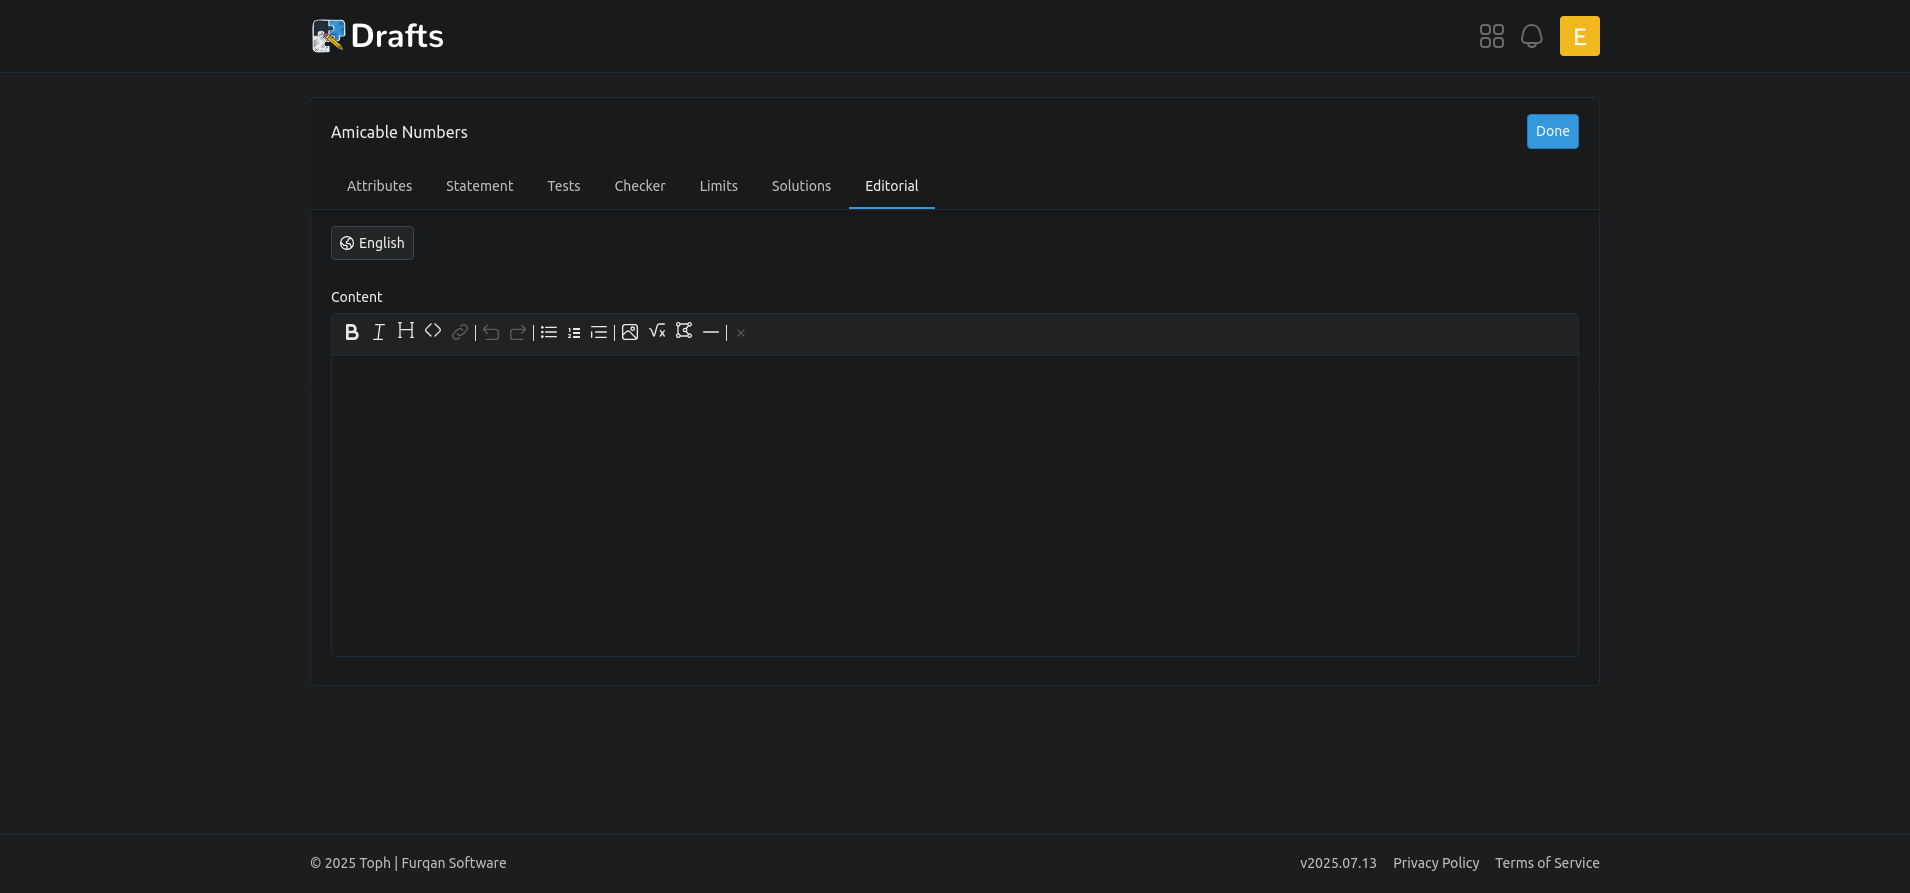 Drafts
E
Amicable Numbers
Done
Attributes Statement Tests Checker Limits Solutions Editorial
English
Content
© 2025 Toph | Furqan Software
v2025.07.13 Privacy Policy Terms of Service